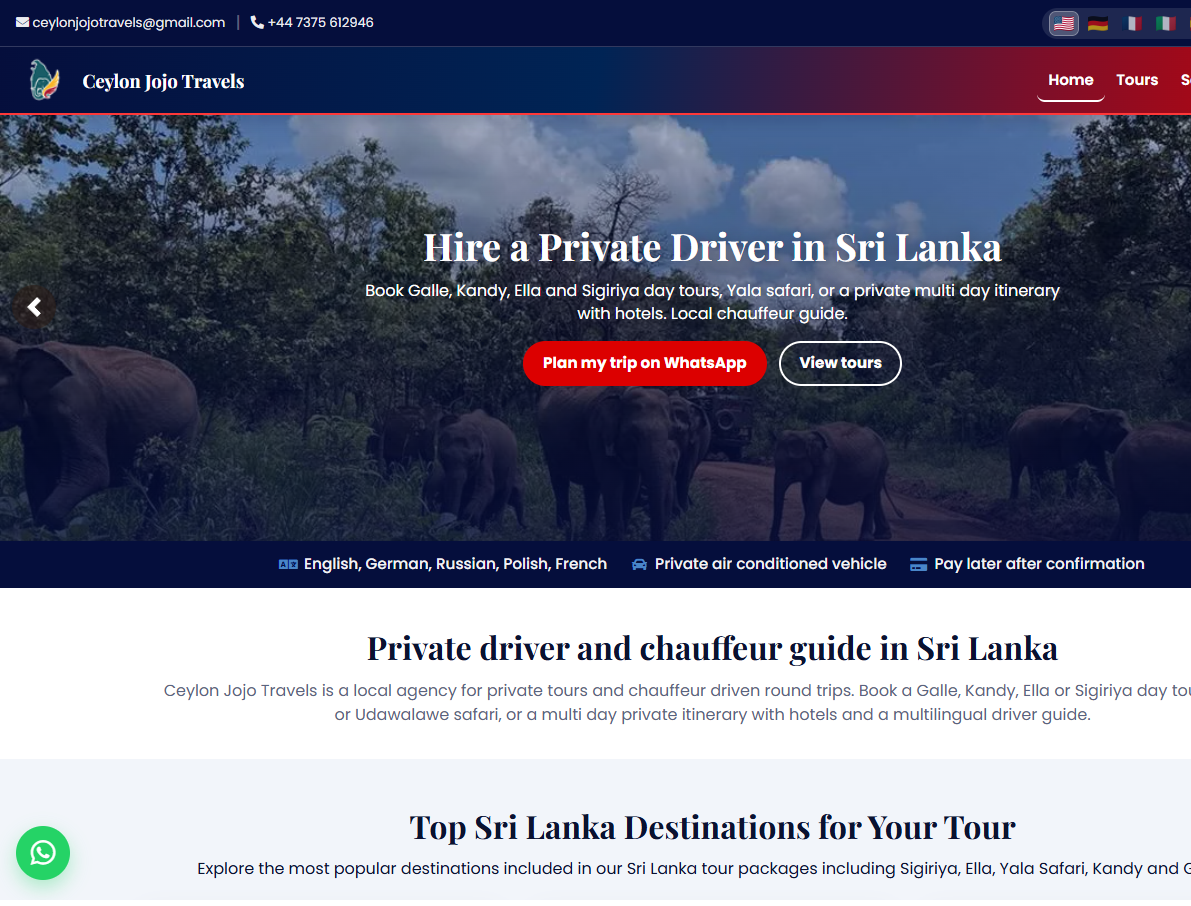 ceylonjojotravels@gmail.com | +44 7375 612946
Ceylon Jojo Travels
Home Tours
Hire a Private Driver in Sri Lanka
Book Galle, Kandy, Ella and Sigiriya day tours, Yala safari, or a private multi day itinerary
with hotels. Local chauffeur guide.
Plan my trip on WhatsApp View tours
English, German, Russian, Polish, French Private air conditioned vehicle Pay later after confirmation
Private driver and chauffeur guide in Sri Lanka
Ceylon Jojo Travels is a local agency for private tours and chauffeur driven round trips. Book a Galle, Kandy, Ella or Sigiriya day
or Udawalawe safari, or a multi day private itinerary with hotels and a multilingual driver guide.
Top Sri Lanka Destinations for Your Tour
Explore the most popular destinations included in our Sri Lanka tour packages including Sigiriya, Ella, Yala Safari, Kandy and